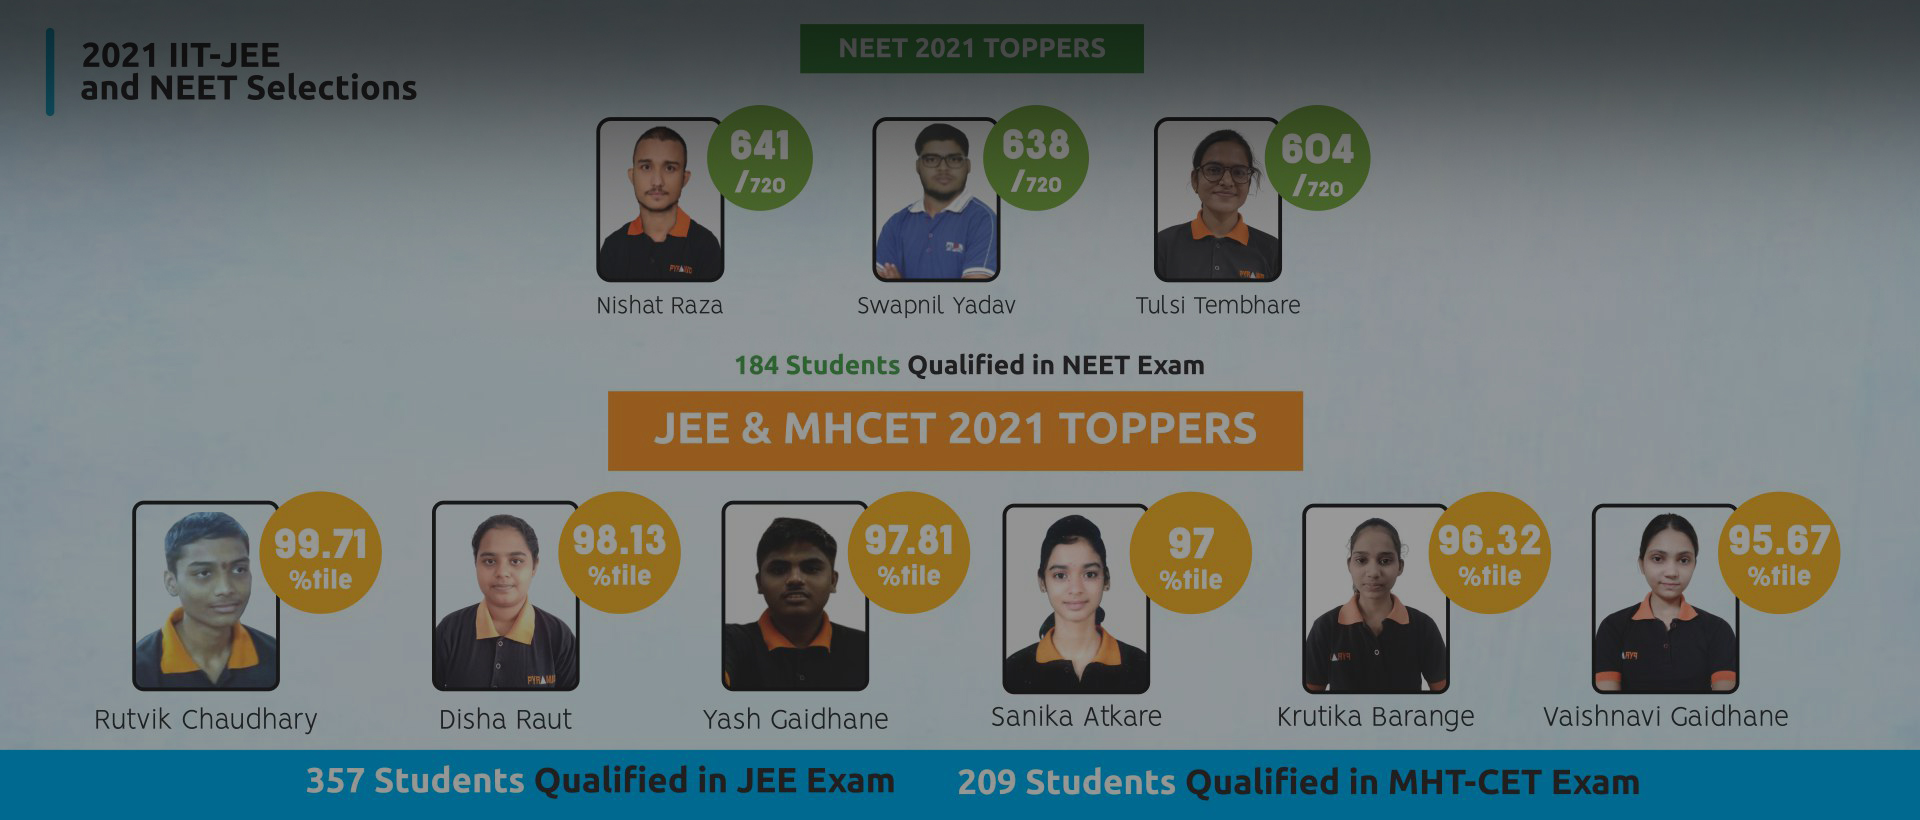 2021 IIT-JEE
and NEET Selections
NEET 2021 TOPPERS
641
/720
638
/720
604
/720
Nishat Raza
Swapnil Yadav
Tulsi Tembhare
184 Students Qualified in NEET Exam
JEE & MHCET 2021 TOPPERS
99.71
%tile
98.13
%tile
97.81
%tile
97
%tile
96.32
%tile
95.67
%tile
Rutvik Chaudhary
Disha Raut
Yash Gaidhane
Sanika Atkare
Krutika Barange
Vaishnavi Gaidhane
357 Students Qualified in JEE Exam
209 Students Qualified in MHT-CET Exam